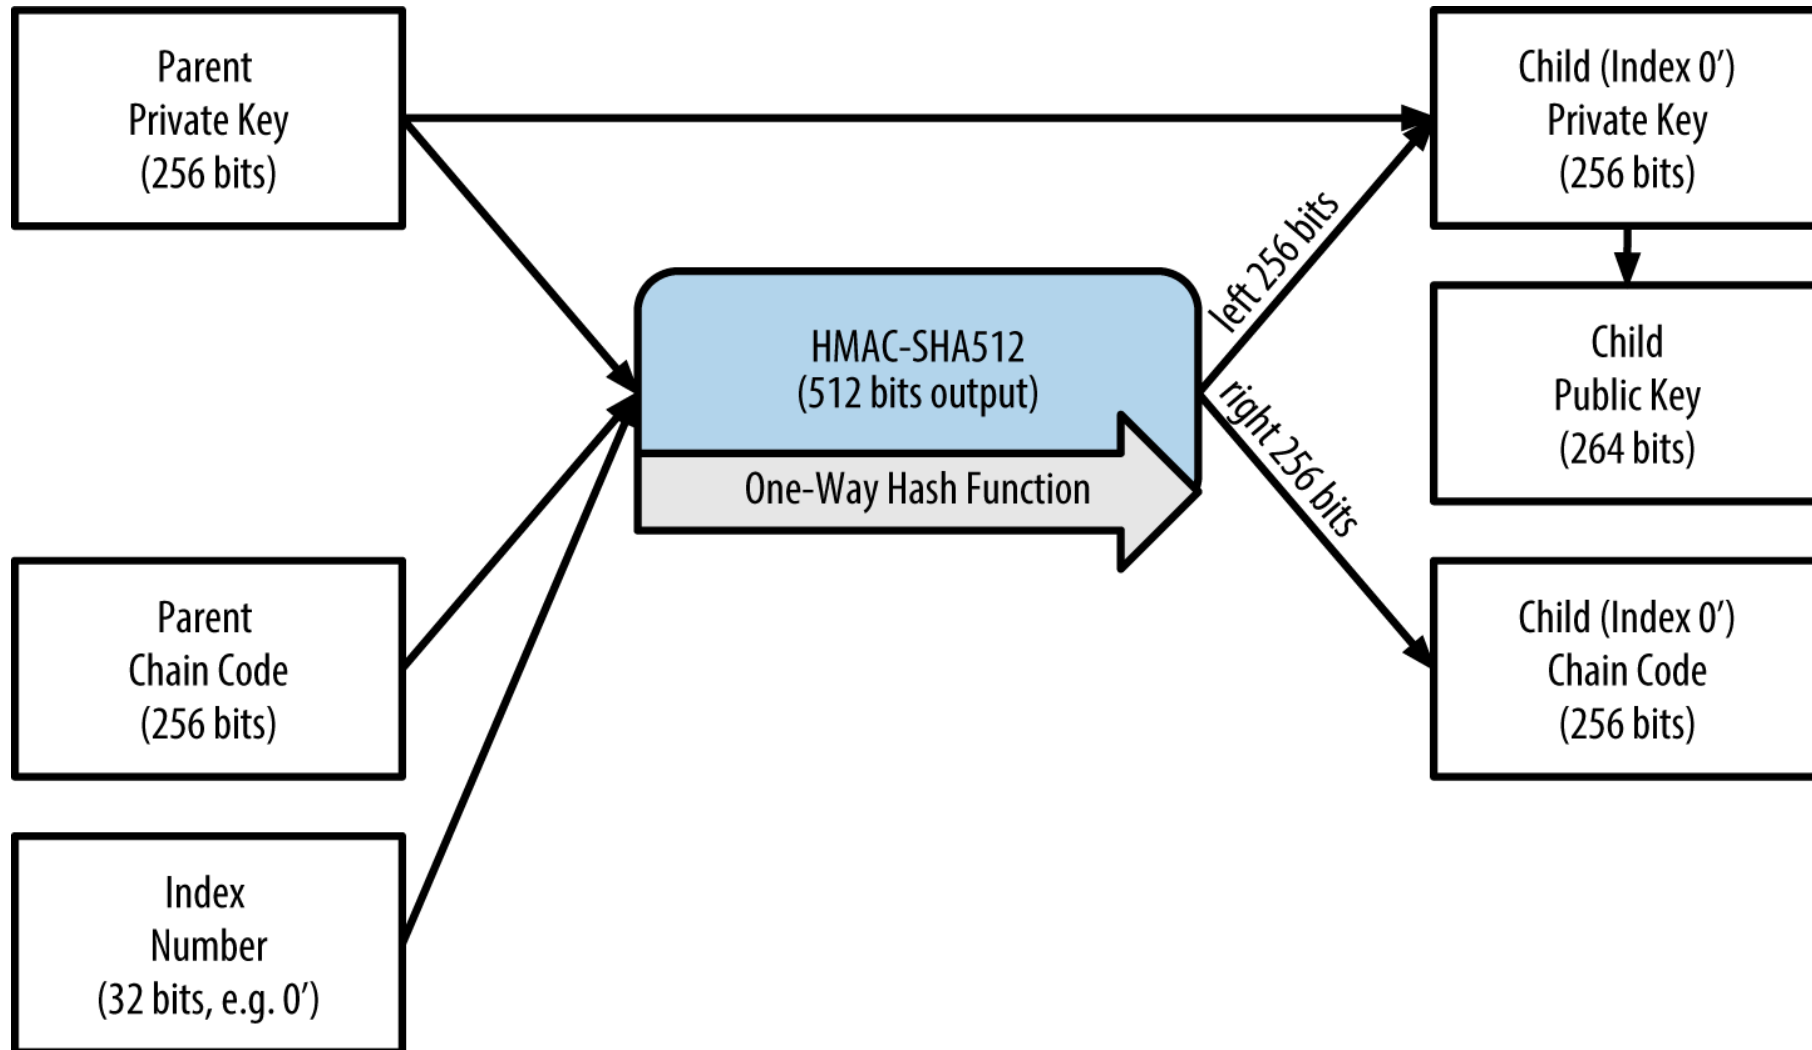 Parent
Private Key
(256 bits)
Parent
Chain Code
(256 bits)
Index
Number
(32 bits, e.g. 0’)
HMAC-SHA512
(512 bits output)
One-Way Hash Function
left 256 bits
right 256 bits
Child (Index 0’)
Private Key
(256 bits)
Child
Public Key
(264 bits)
Child (Index 0’)
Chain Code
(256 bits)